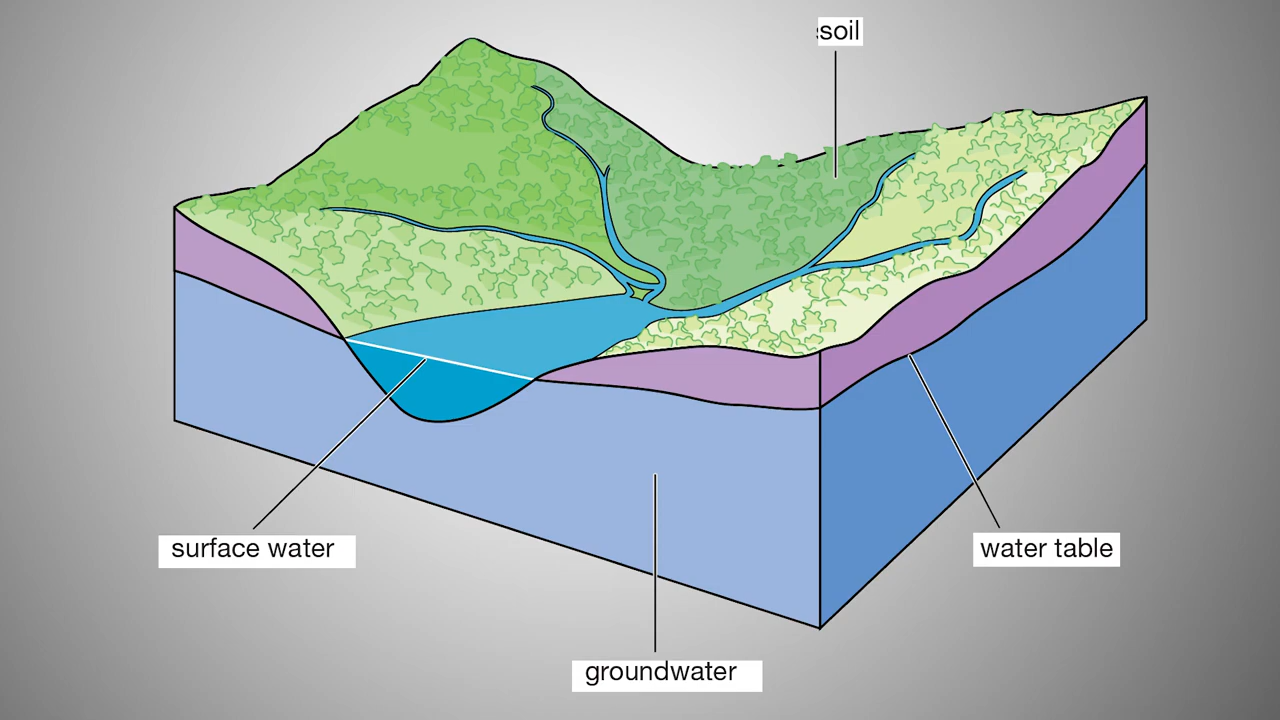 soil
surface water
water table
groundwater